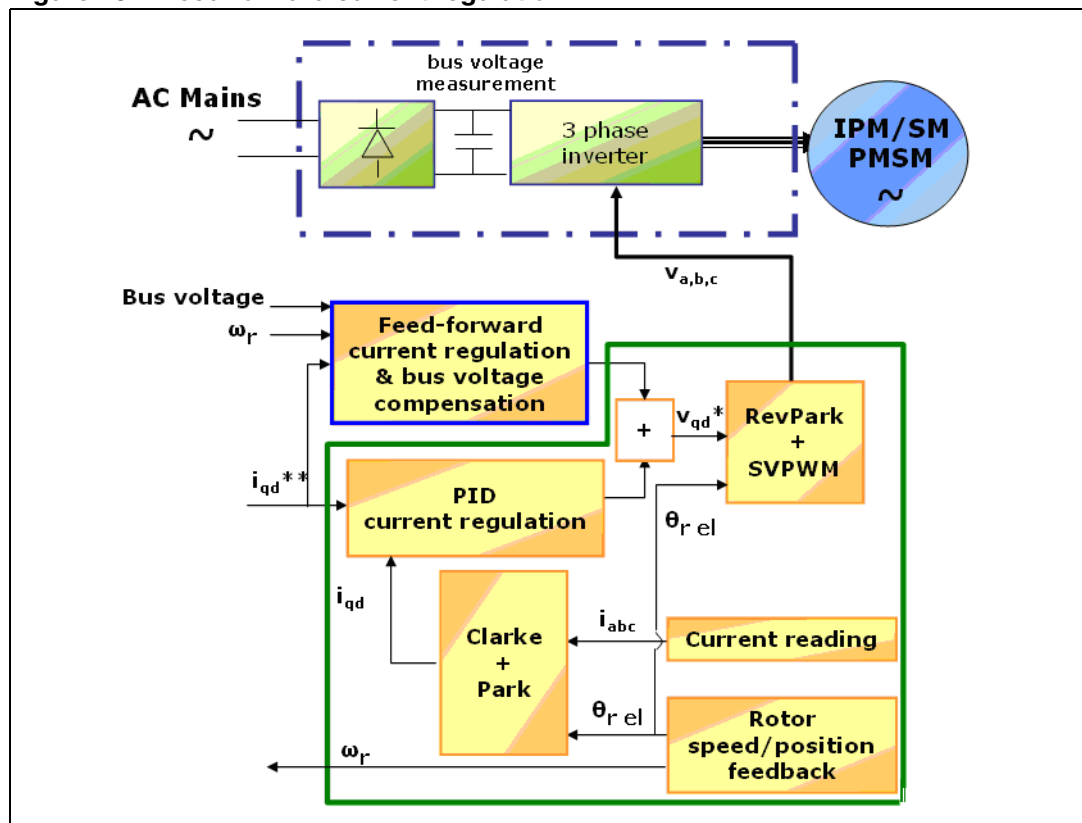 bus voltage
measurement
AC Mains
~
3 phase
inverter
IPM/SM
PMSM
~
v a,b,c
Bus voltage
ωr
Feed-forward
current regulation
& bus voltage
compensation
+
vqd*
RevPark
+
SVPWM
iqd**
PID
current regulation
θr el
iqd
iabc
Current reading
Clarke
+
Park
θr el
Rotor
speed/position
feedback
ωr